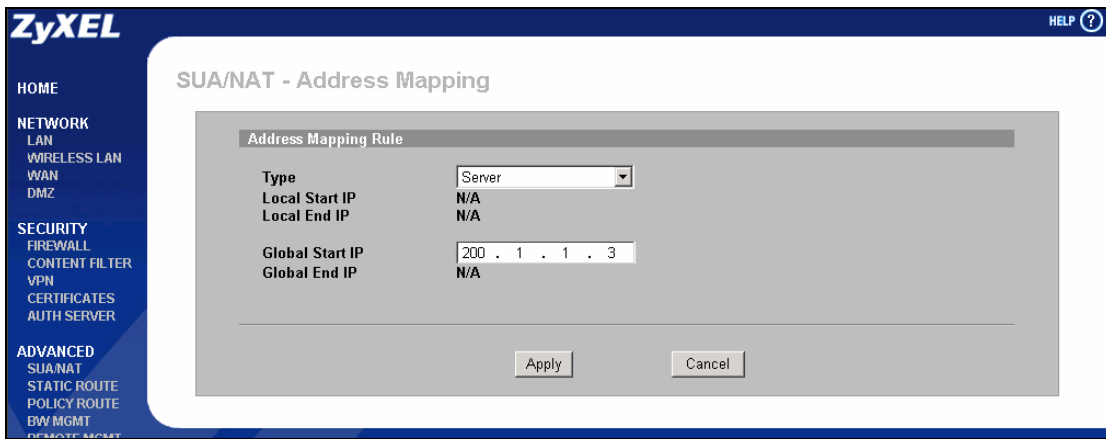 ZyXEL
HELP ?
HOME
NETWORK
LAN
WIRELESS LAN
WAN
DMZ
SECURITY
FIREWALL
CONTENT FILTER
VPN
CERTIFICATES
AUTH SERVER
ADVANCED
SUA/NAT
STATIC ROUTE
POLICY ROUTE
BW MGMT
REMOTE MGMT
SUA/NAT - Address Mapping
Address Mapping Rule
Type Server
Local Start IP N/A
Local End IP N/A
Global Start IP 200 . 1 . 1 . 3
Global End IP N/A
Apply Cancel